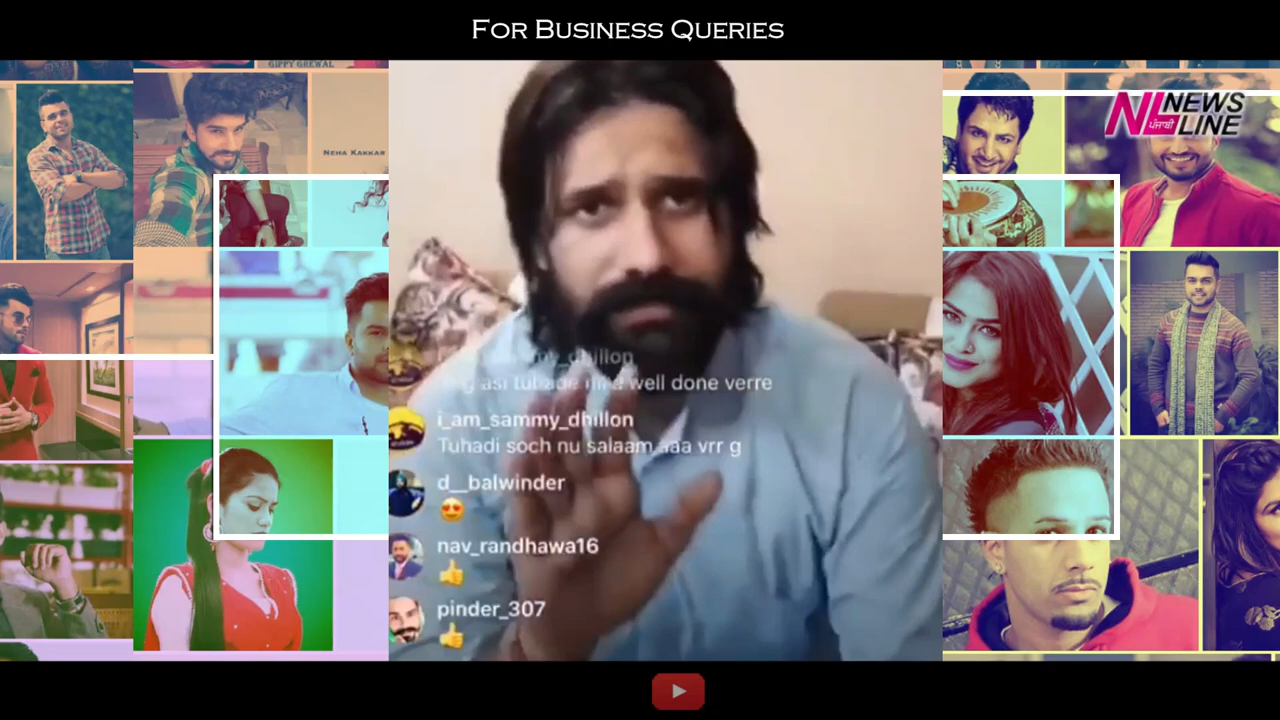 For Business Queries
GIPPY GREWAL
NEHA KAKKAR
NL NEWS
ਪੰਜਾਬੀ LINE
well done verre
i_am_sammy_dhillon
Tuhadi soch nu salaam aaa vrr g
d__balwinder
😍
nav_randhawa16
👍
pinder_307
👍